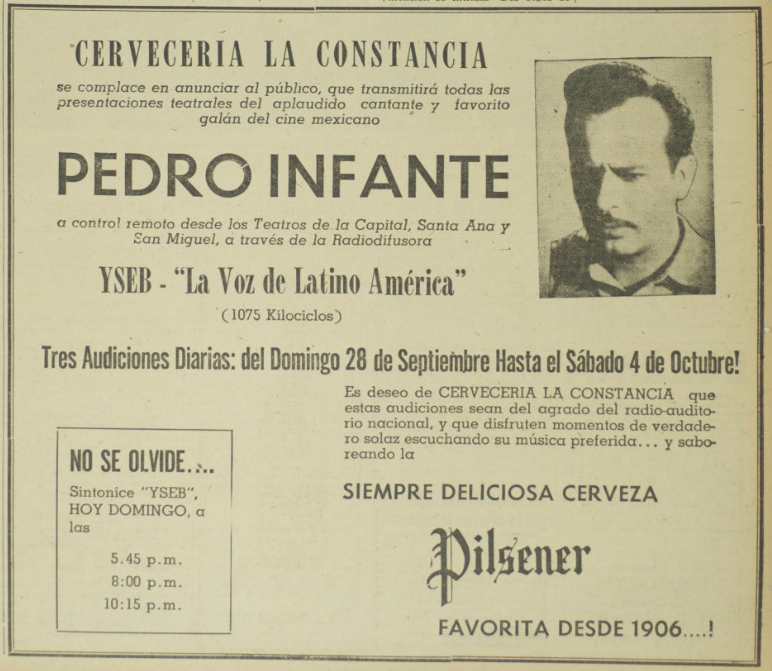 CERVECERIA LA CONSTANCIA
se complace en anunciar al público, que transmitirá todas las
presentaciones teatrales del aplaudido cantante y favorito
galán del cine mexicano
PEDRO INFANTE
a control remoto desde los Teatros de la Capital, Santa Ana y
San Miguel, a través de la Radiodifusora
YSEB - "La Voz de Latino América"
(1075 Kilociclos)
Tres Audiciones Diarias: del Domingo 28 de Septiembre Hasta el Sábado 4 de Octubre!
Es deseo de CERVECERIA LA CONSTANCIA que
estas audiciones sean del agrado del radio-audito-
rio nacional, y que disfruten momentos de verdade-
ro solaz escuchando su música preferida... y sabo-
reando la
SIEMPRE DELICIOSA CERVEZA
Pilsener
FAVORITA DESDE 1906....!
NO SE OLVIDE....
Sintonice "YSEB",
HOY DOMINGO, a
las
5.45 p.m.
8:00 p.m.
10:15 p.m.